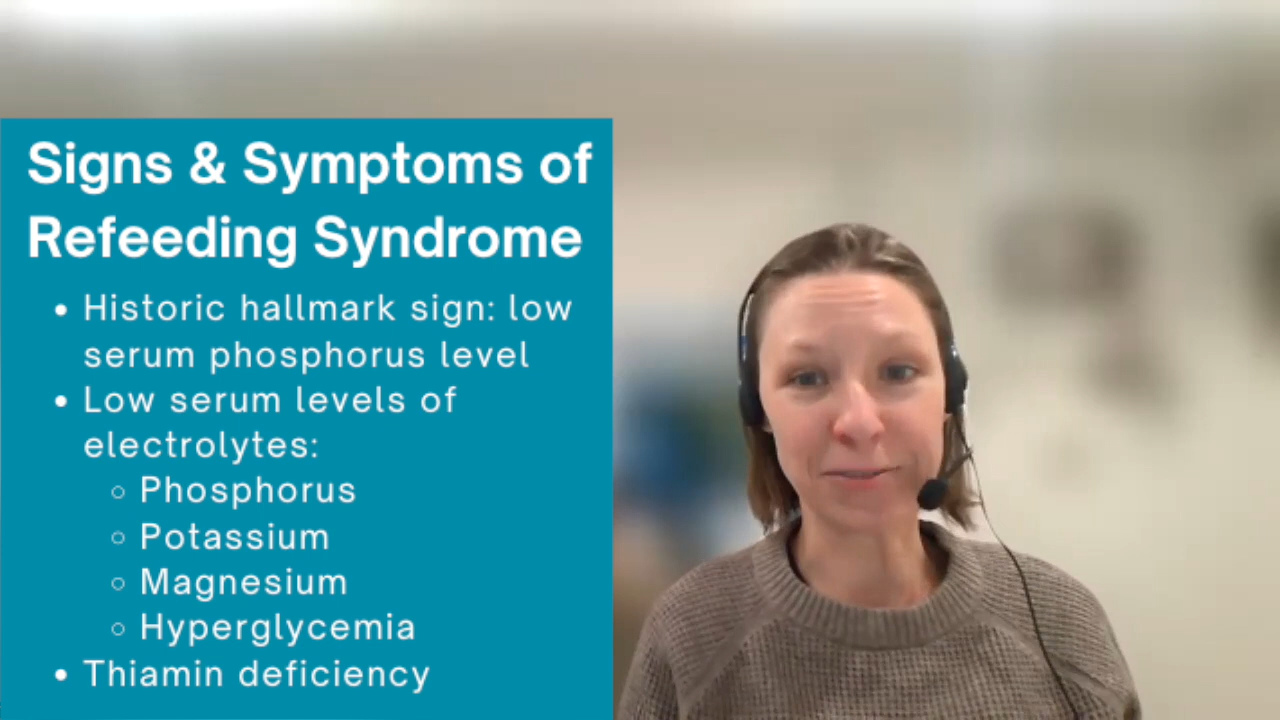 Signs & Symptoms of
Refeeding Syndrome
• Historic hallmark sign: low
serum phosphorus level
• Low serum levels of
electrolytes:
◦ Phosphorus
◦ Potassium
◦ Magnesium
◦ Hyperglycemia
• Thiamin deficiency